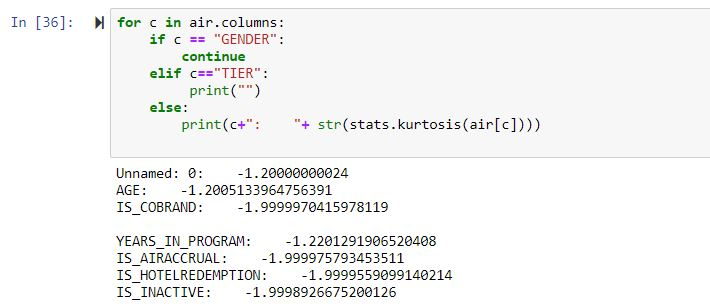 In [36]:
for c in air.columns:
    if c == "GENDER":
        continue
    elif c=="TIER":
         print("")
    else:
        print(c+":    "+ str(stats.kurtosis(air[c])))
Unnamed: 0:    -1.20000000024
AGE:    -1.2005133964756391
IS_COBRAND:    -1.9999970415978119
YEARS_IN_PROGRAM:    -1.2201291906520408
IS_AIRACCRUAL:    -1.999975793453511
IS_HOTELREDEMPTION:    -1.9999559099140214
IS_INACTIVE:    -1.9998926675200126